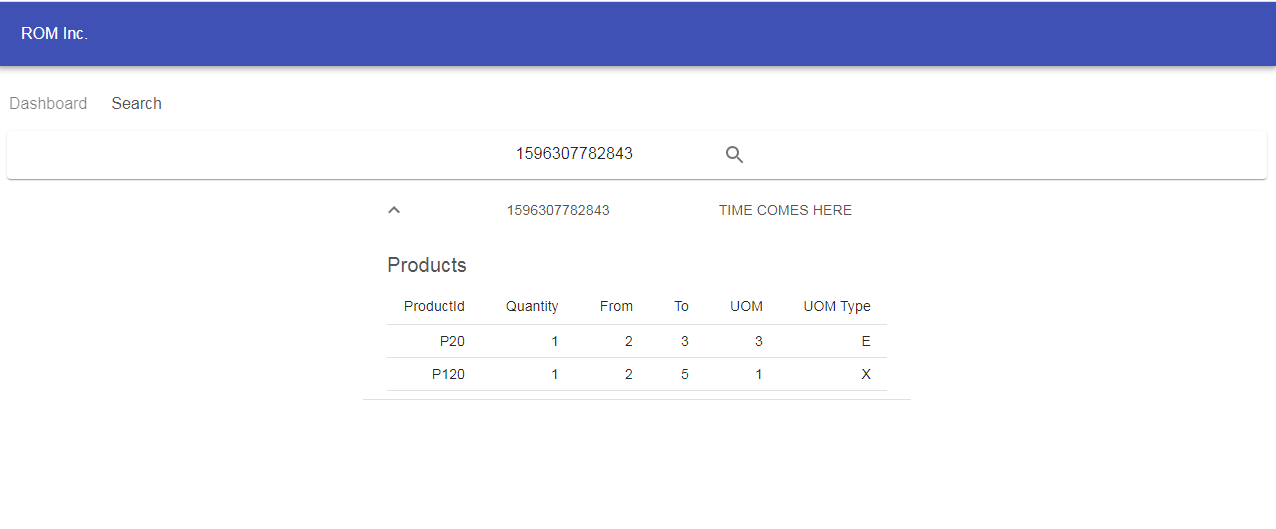 ROM Inc.
Dashboard Search
1596307782843
1596307782843 TIME COMES HERE
Products
ProductId Quantity From To UOM UOM Type
P20 1 2 3 3 E
P120 1 2 5 1 X